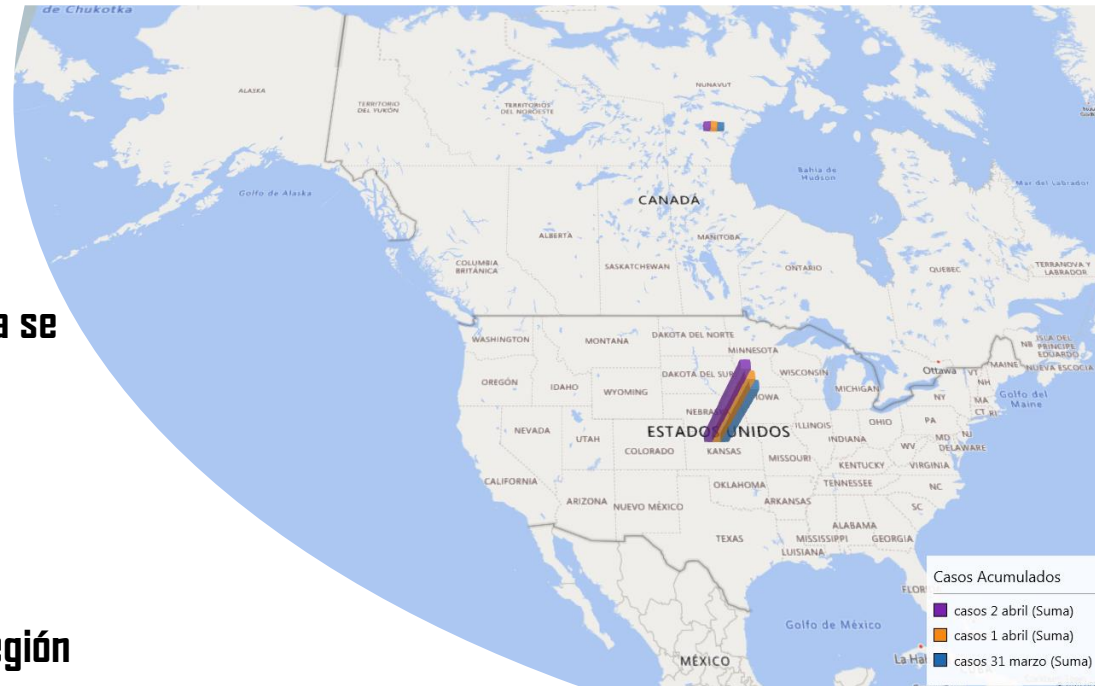 de Chukotka
ALASKA
TERRITORIO
DEL YUKÓN
TERRITORIOS
DEL NOROESTE
NUNAVUT
Golfo de Alaska
Bahía de
Hudson
Mar del Labrador
CANADÁ
COLUMBIA
BRITÁNICA
ALBERTA
SASKATCHEWAN
MANITOBA
ONTARIO
QUEBEC
TERRANOVA Y
LABRADOR
a se
WASHINGTON
MONTANA
DAKOTA DEL NORTE
MINNESOTA
NB
ISLA DEL
PRÍNCIPE
EDUARDO
OREGÓN
IDAHO
WYOMING
DAKOTA DEL SUR
WISCONSIN
MICHIGAN
Ottawa
VT
MAINE
NUEVA ESCOCIA
NH
NY
MA
CT
RI
Golfo del
Maine
NEBRASKA
IOWA
NEVADA
UTAH
COLORADO
ESTADOS UNIDOS
KANSAS
ILLINOIS
INDIANA
OHIO
PA
NJ
MD
DELAWARE
WV
MISSOURI
KENTUCKY
VIRGINIA
CALIFORNIA
ARIZONA
NUEVO MÉXICO
OKLAHOMA
ARKANSAS
TENNESSEE
NC
SC
TEXAS
MISSISSIPPI
ALABAMA
GEORGIA
LUISIANA
FLOR
Golfo de México
MÉXICO
La Hab
Casos Acumulados
casos 2 abril (Suma)
casos 1 abril (Suma)
casos 31 marzo (Suma)
egión